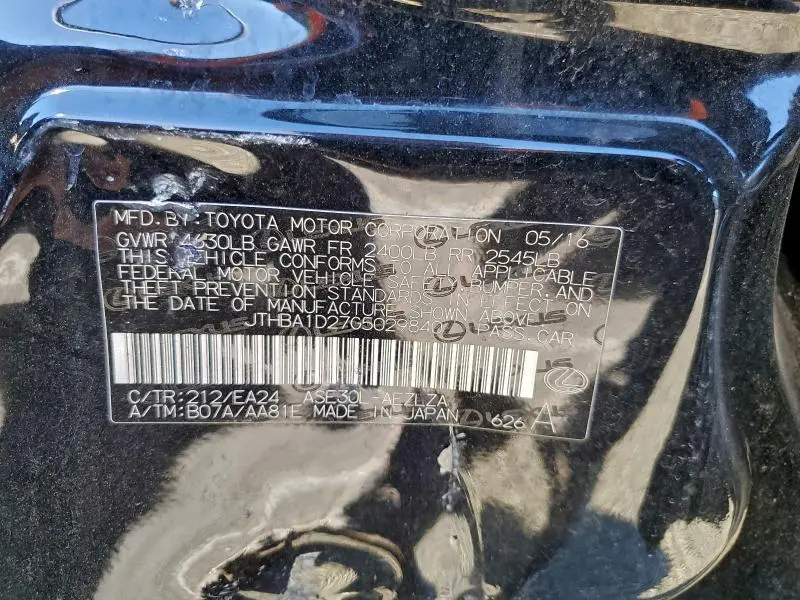 MFD.BY:TOYOTA MOTOR CORPORATION 05/16
GVWR 4630LB GAWR FR 2400LB RR 2545LB
THIS VEHICLE CONFORMS TO ALL APPLICABLE
FEDERAL MOTOR VEHICLE SAFETY, BUMPER, AND
THEFT PREVENTION STANDARDS IN EFFECT ON
THE DATE OF MANUFACTURE SHOWN ABOVE.
JTHBA1D27G5029841 PASS.CAR
C/TR:212/EA24 ASE30L-AEZLZA
A/TM:B07A/AA81E MADE IN JAPAN 626 A